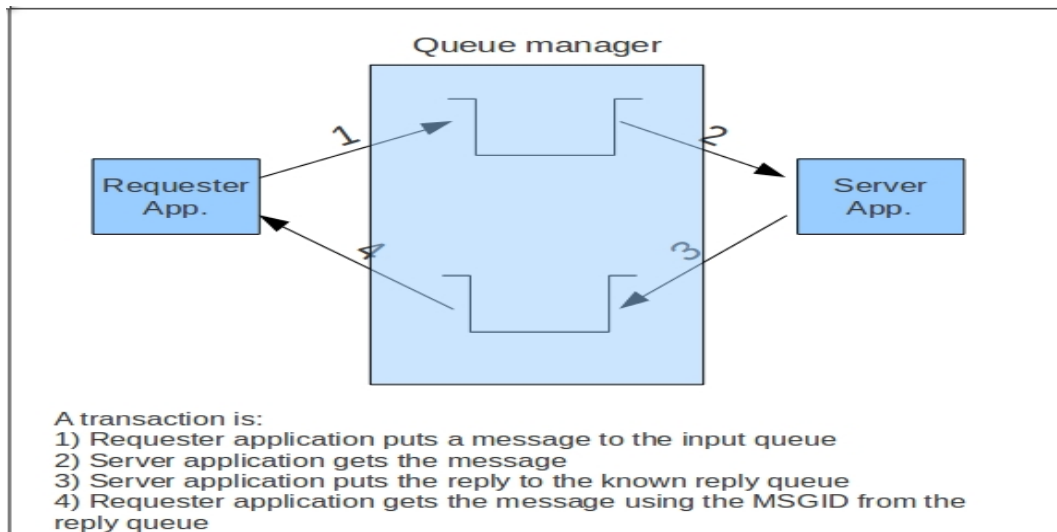 Queue manager
1
2
Requester
App.
Server
App.
4
3
A transaction is:
1) Requester application puts a message to the input queue
2) Server application gets the message
3) Server application puts the reply to the known reply queue
4) Requester application gets the message using the MSGID from the
reply queue